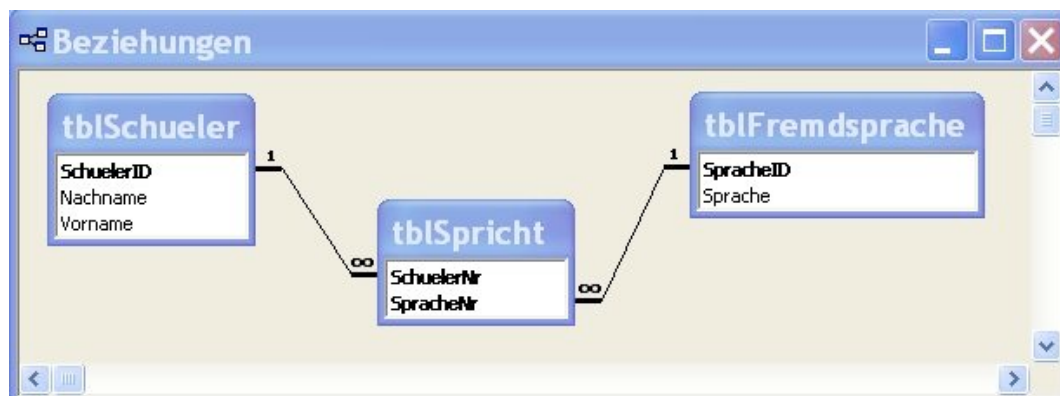 Beziehungen
tblSchueler
SchuelerID
Nachname
Vorname
1
∞
tblSpricht
SchuelerNr
SpracheNr
∞
1
tblFremdsprache
SpracheID
Sprache